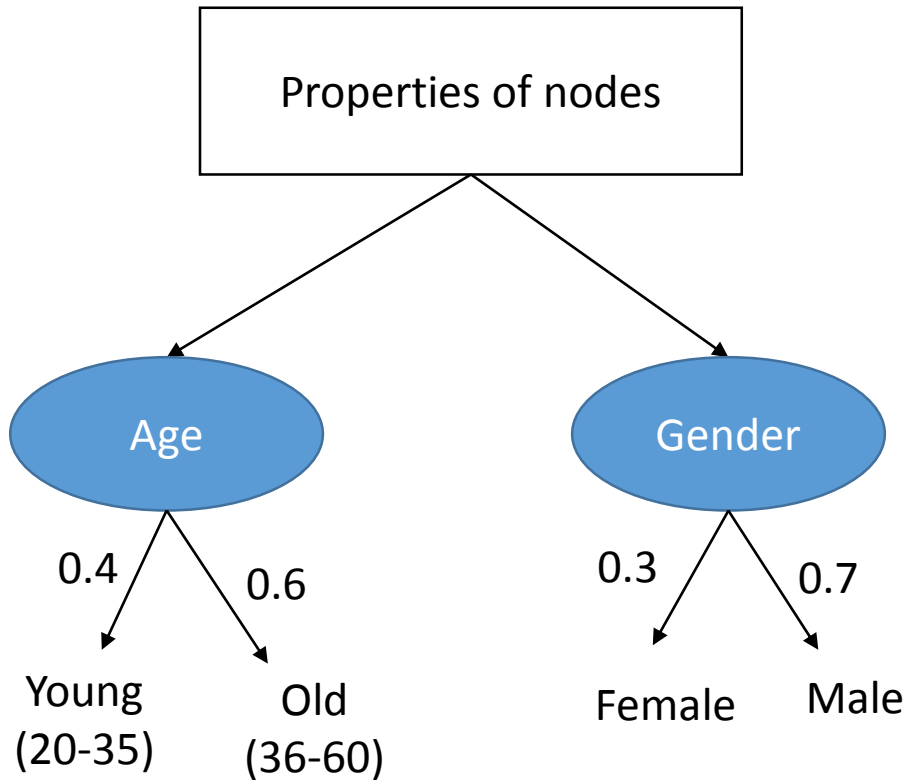 Properties of nodes
Age
Gender
0.4
0.6
0.3
0.7
Young
(20-35)
Old
(36-60)
Female
Male